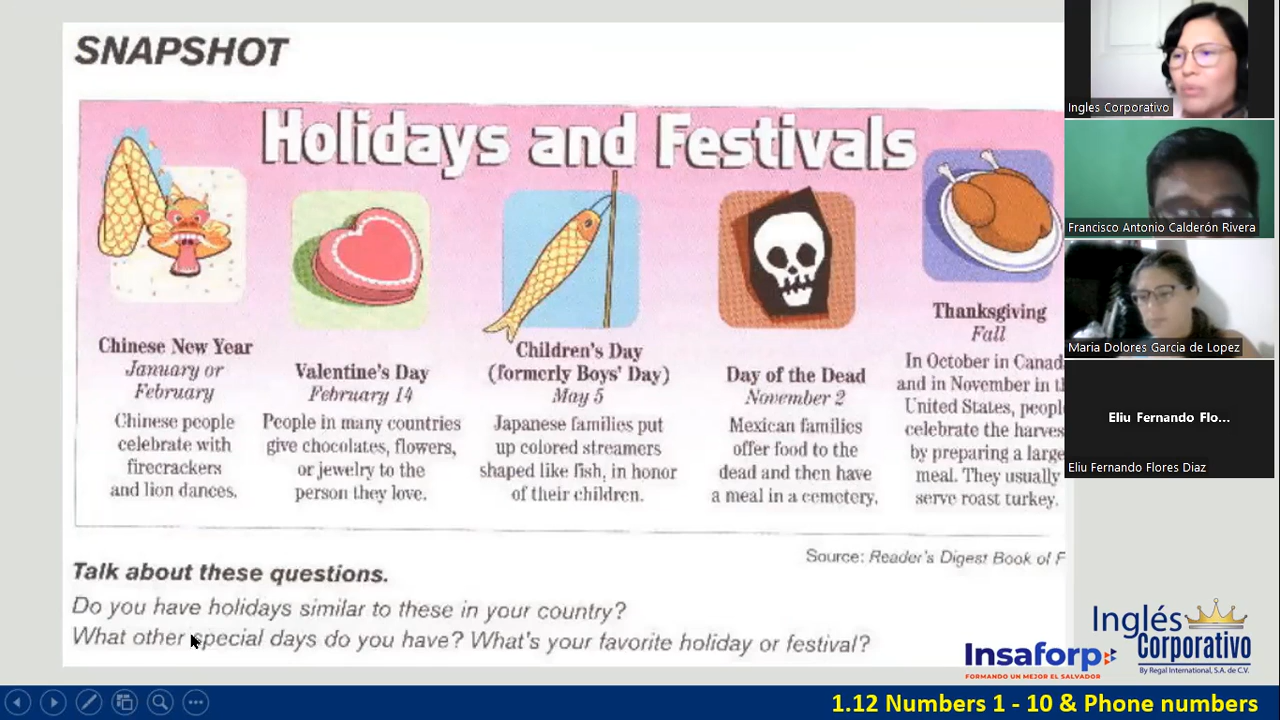 SNAPSHOT
Holidays and Festivals
Chinese New Year
January or
February
Chinese people
celebrate with
firecrackers
and lion dances.
Valentine's Day
February 14
People in many countries
give chocolates, flowers,
or jewelry to the
person they love.
Children's Day
(formerly Boys' Day)
May 5
Japanese families put
up colored streamers
shaped like fish, in honor
of their children.
Day of the Dead
November 2
Mexican families
offer food to the
dead and then have
a meal in a cemetery.
Thanksgiving
Fall
In October in Canad
and in November in t
United States, peopl
celebrate the harves
by preparing a large
meal. They usually
serve roast turkey.
Source: Reader's Digest Book of F
Talk about these questions.
Do you have holidays similar to these in your country?
What other special days do you have? What's your favorite holiday or festival?
Ingles Corporativo
Francisco Antonio Calderón Rivera
Maria Dolores Garcia de Lopez
Eliu Fernando Flo...
Eliu Fernando Flores Diaz
Insaforp
FORMANDO UN MEJOR EL SALVADOR
Inglés
Corporativo
By Regal International, S.A. de C.V.
1.12 Numbers 1 - 10 & Phone numbers